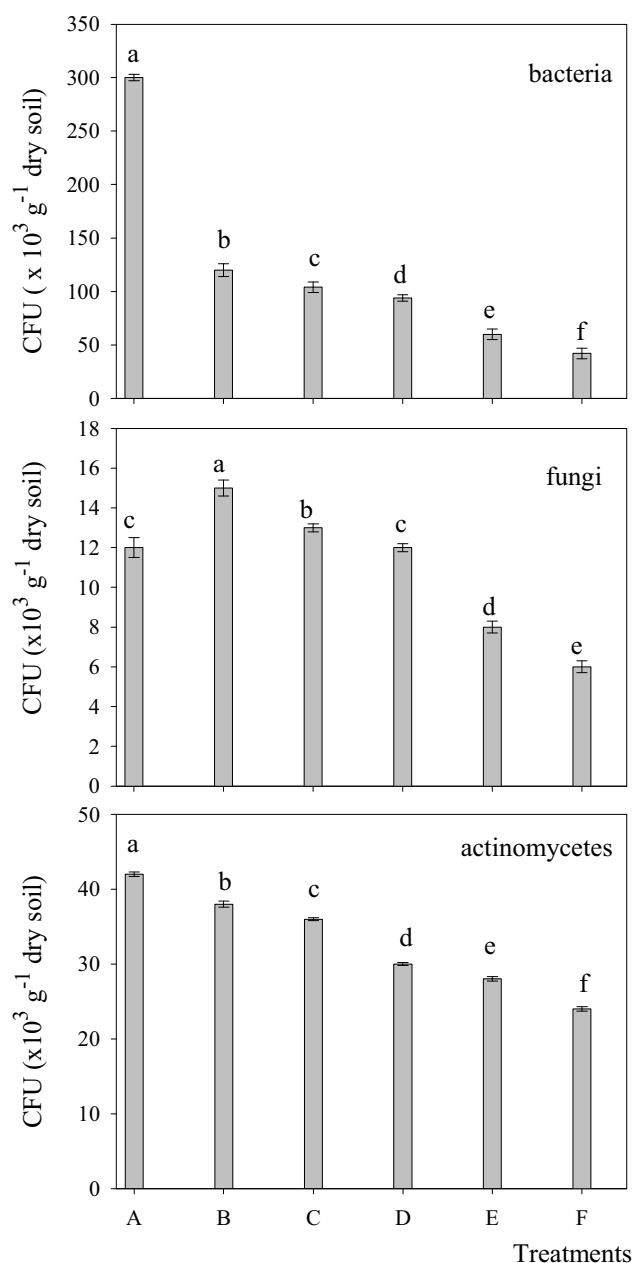 350
300
250
200
150
100
50
0
CFU ( x 10³ g⁻¹ dry soil)
bacteria
a
b
c
d
e
f
18
16
14
12
10
8
6
4
2
0
CFU (x10³ g⁻¹ dry soil)
fungi
c
a
b
c
d
e
50
40
30
20
10
0
CFU (x10³ g⁻¹ dry soil)
actinomycetes
a
b
c
d
e
f
A B C D E F
Treatments